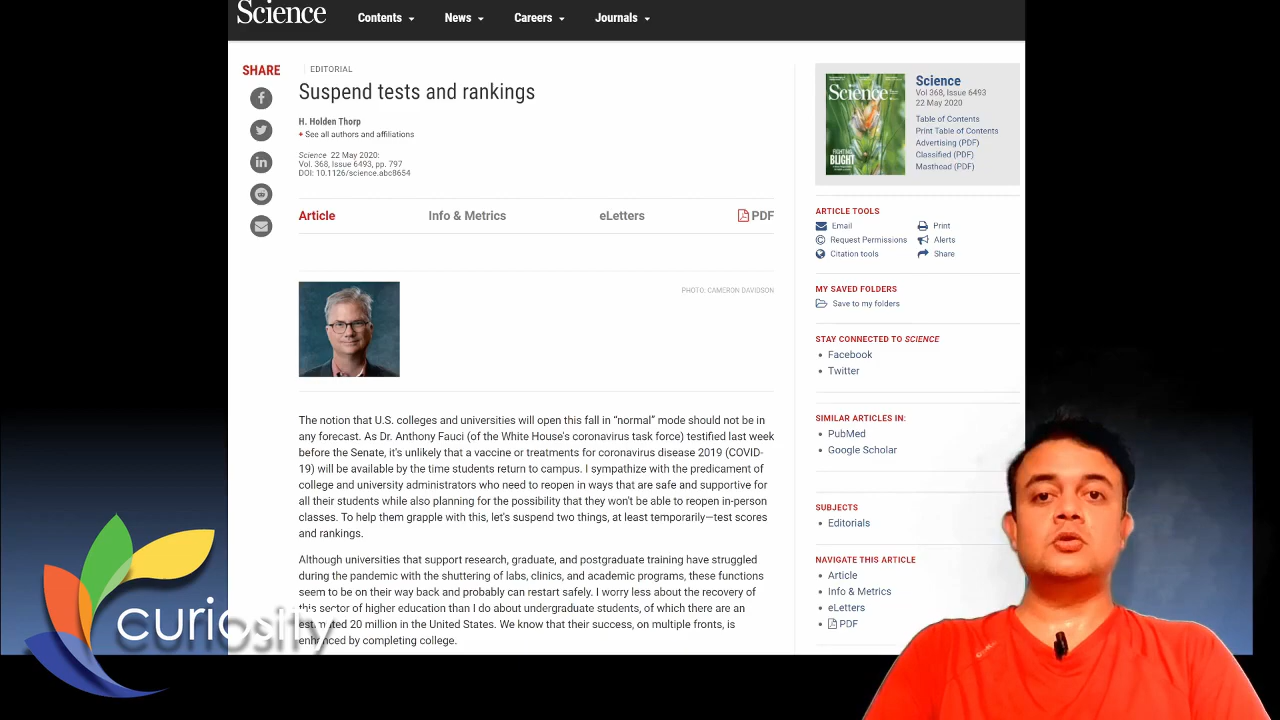 Science
Contents
News
Careers
Journals
SHARE
EDITORIAL
Suspend tests and rankings
H. Holden Thorp
+ See all authors and affiliations
Science 22 May 2020:
Vol. 368, Issue 6493, pp. 797
DOI: 10.1126/science.abc8654
Article
Info & Metrics
eLetters
PDF
PHOTO: CAMERON DAVIDSON
The notion that U.S. colleges and universities will open this fall in “normal” mode should not be in
any forecast. As Dr. Anthony Fauci (of the White House's coronavirus task force) testified last week
before the Senate, it's unlikely that a vaccine or treatments for coronavirus disease 2019 (COVID-
19) will be available by the time students return to campus. I sympathize with the predicament of
college and university administrators who need to reopen in ways that are safe and supportive for
all their students while also planning for the possibility that they won't be able to reopen in-person
classes. To help them grapple with this, let's suspend two things, at least temporarily—test scores
and rankings.
Although universities that support research, graduate, and postgraduate training have struggled
during the pandemic with the shuttering of labs, clinics, and academic programs, these functions
seem to be on their way back and probably can restart safely. I worry less about the recovery of
this sector of higher education than I do about undergraduate students, of which there are an
estimated 20 million in the United States. We know that their success, on multiple fronts, is
enhanced by completing college.
curiosity
Science
FIGHTING
BLIGHT
Science
Vol 368, Issue 6493
22 May 2020
Table of Contents
Print Table of Contents
Advertising (PDF)
Classified (PDF)
Masthead (PDF)
ARTICLE TOOLS
Email
Print
Request Permissions
Alerts
Citation tools
Share
MY SAVED FOLDERS
Save to my folders
STAY CONNECTED TO SCIENCE
Facebook
Twitter
SIMILAR ARTICLES IN:
PubMed
Google Scholar
SUBJECTS
Editorials
NAVIGATE THIS ARTICLE
Article
Info & Metrics
eLetters
PDF